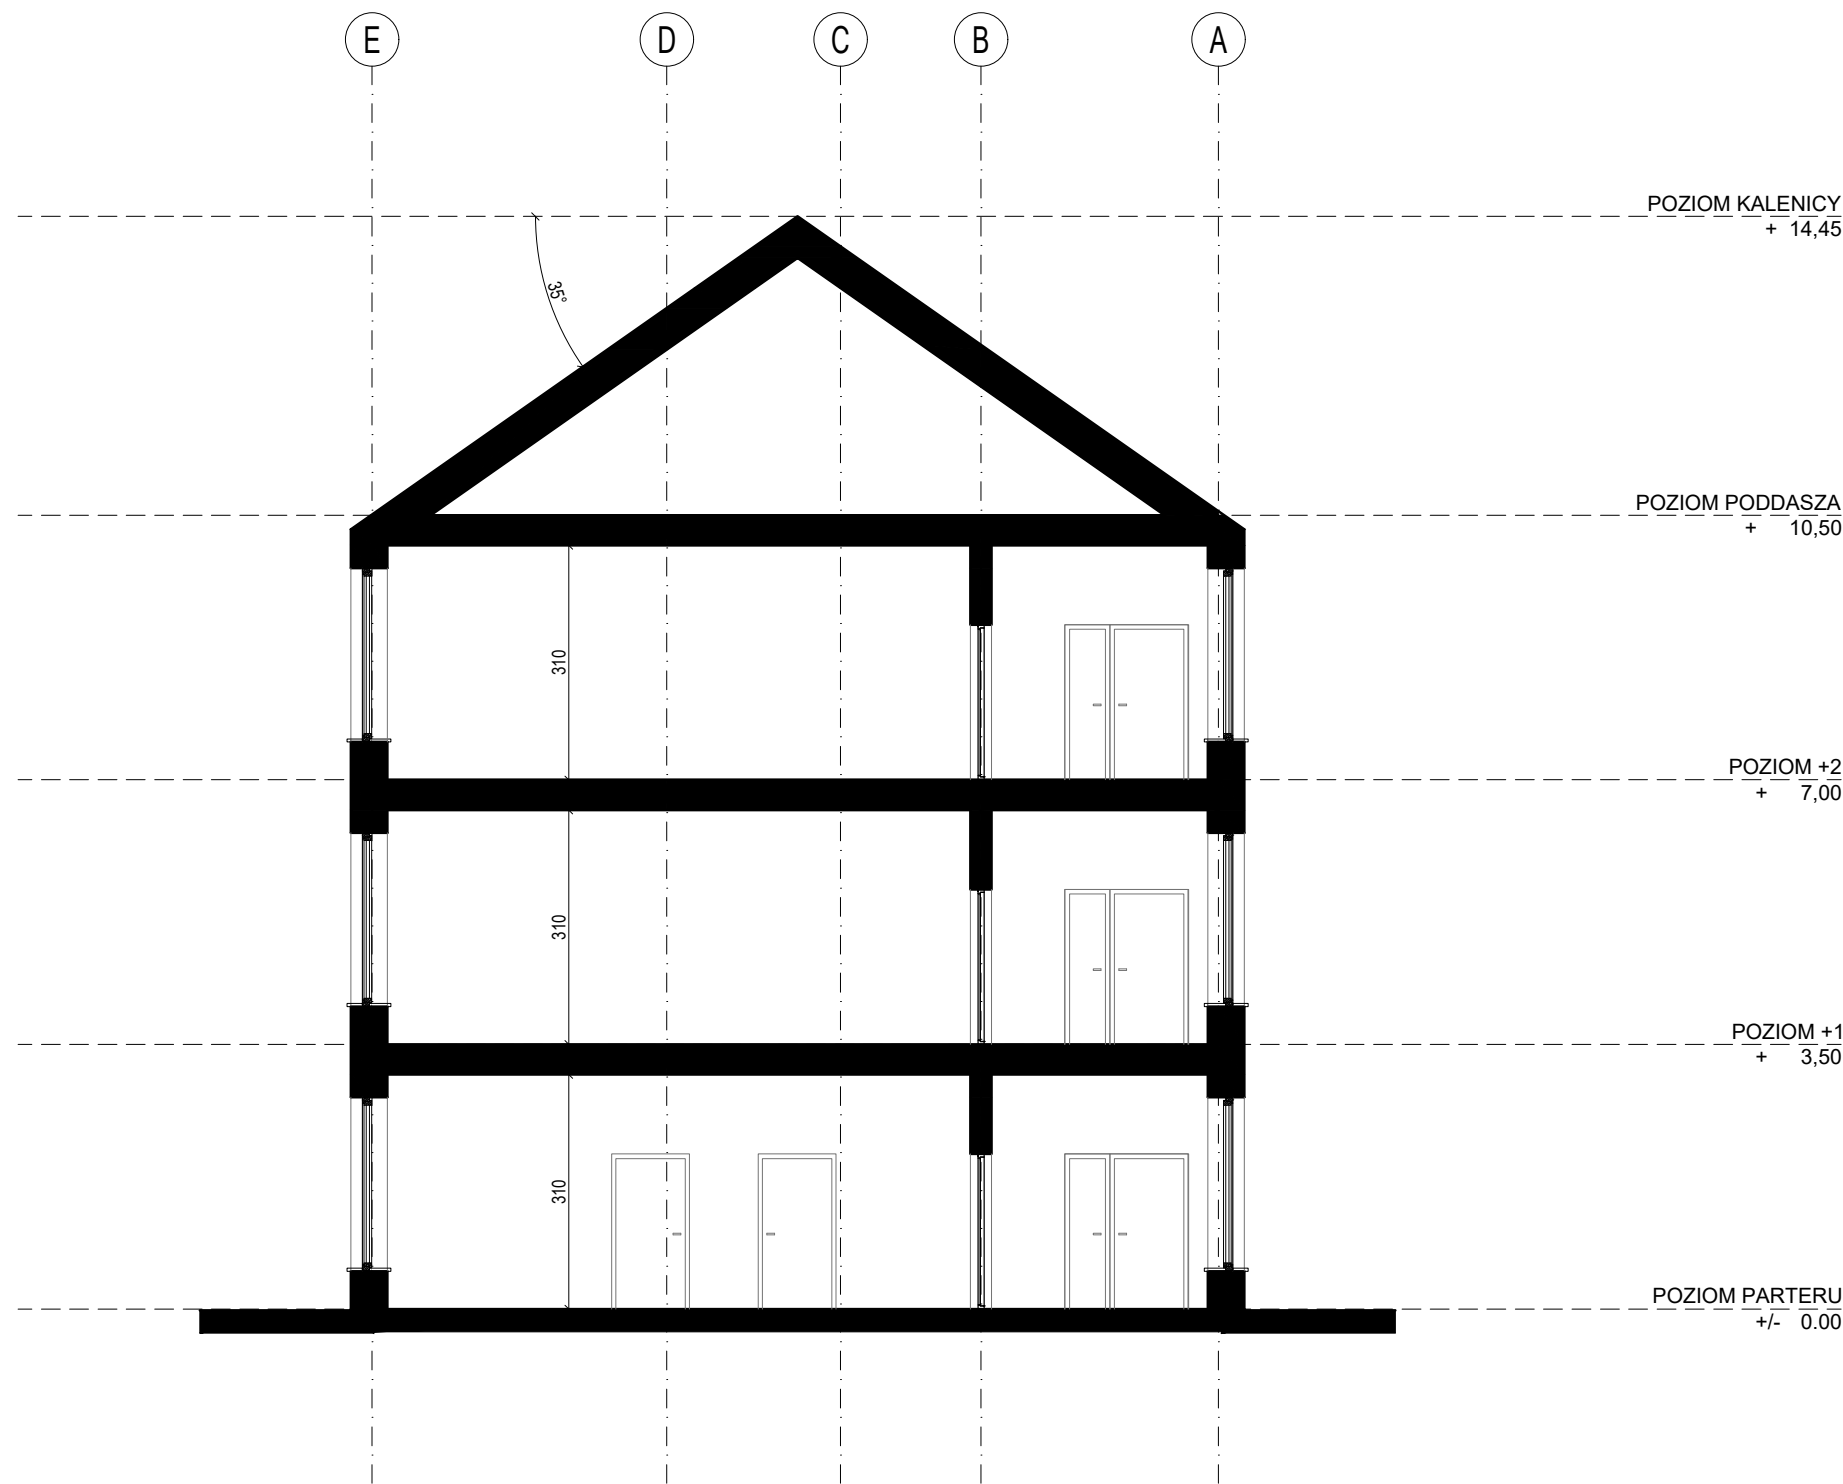 E D C B A
POZIOM KALENICY
+ 14,45
35°
POZIOM PODDASZA
+ 10,50
310
POZIOM +2
+ 7,00
310
POZIOM +1
+ 3,50
310
POZIOM PARTERU
+/- 0.00